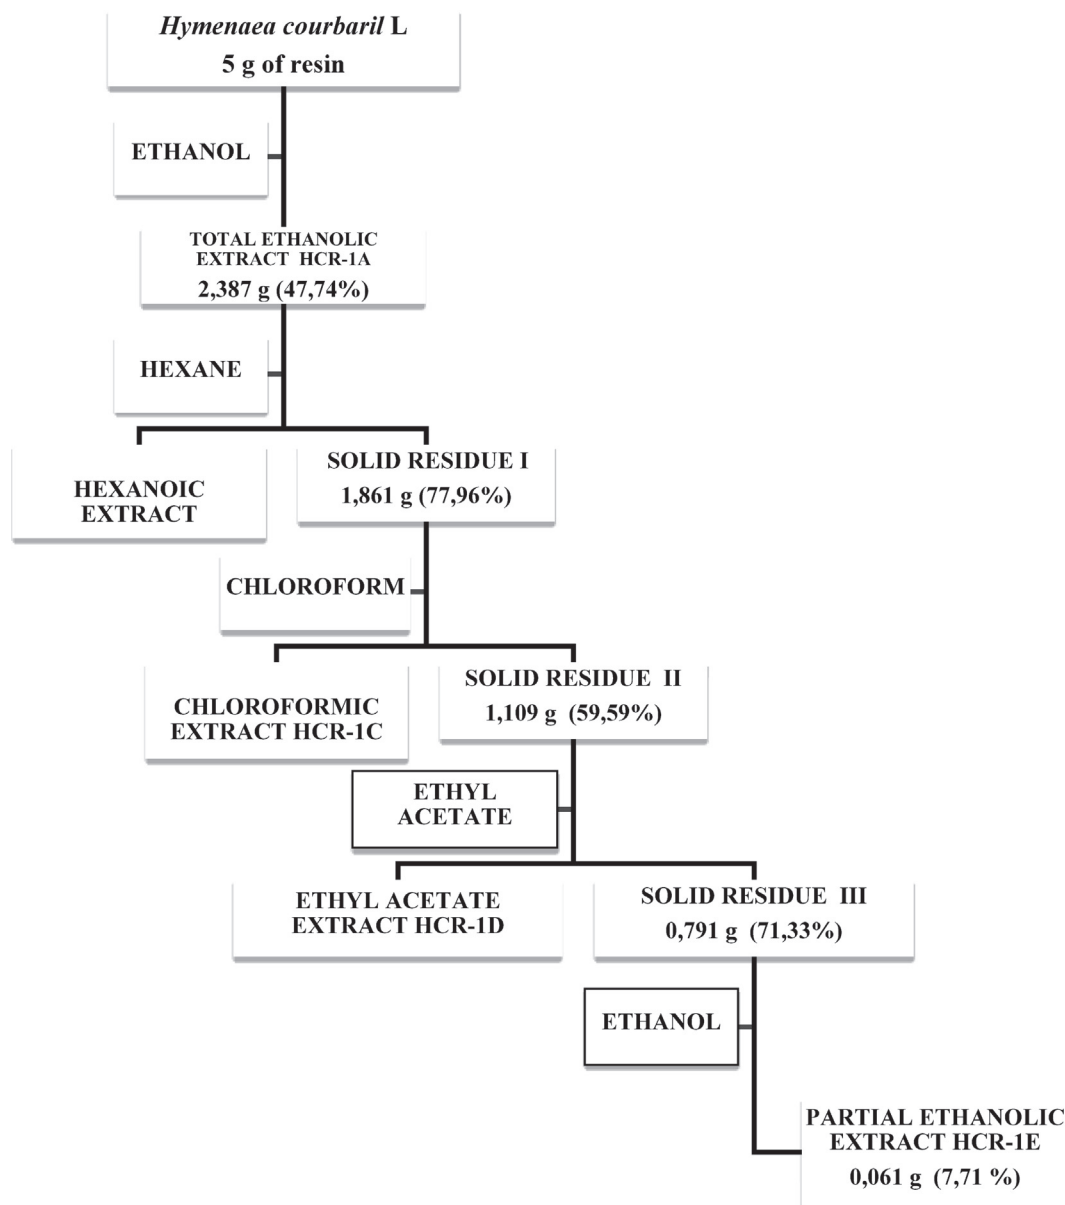 Hymenaea courbaril L
5 g of resin
ETHANOL
TOTAL ETHANOLIC
EXTRACT HCR-1A
2,387 g (47,74%)
HEXANE
HEXANOIC
EXTRACT
SOLID RESIDUE I
1,861 g (77,96%)
CHLOROFORM
CHLOROFORMIC
EXTRACT HCR-1C
SOLID RESIDUE II
1,109 g (59,59%)
ETHYL
ACETATE
ETHYL ACETATE
EXTRACT HCR-1D
SOLID RESIDUE III
0,791 g (71,33%)
ETHANOL
PARTIAL ETHANOLIC
EXTRACT HCR-1E
0,061 g (7,71 %)